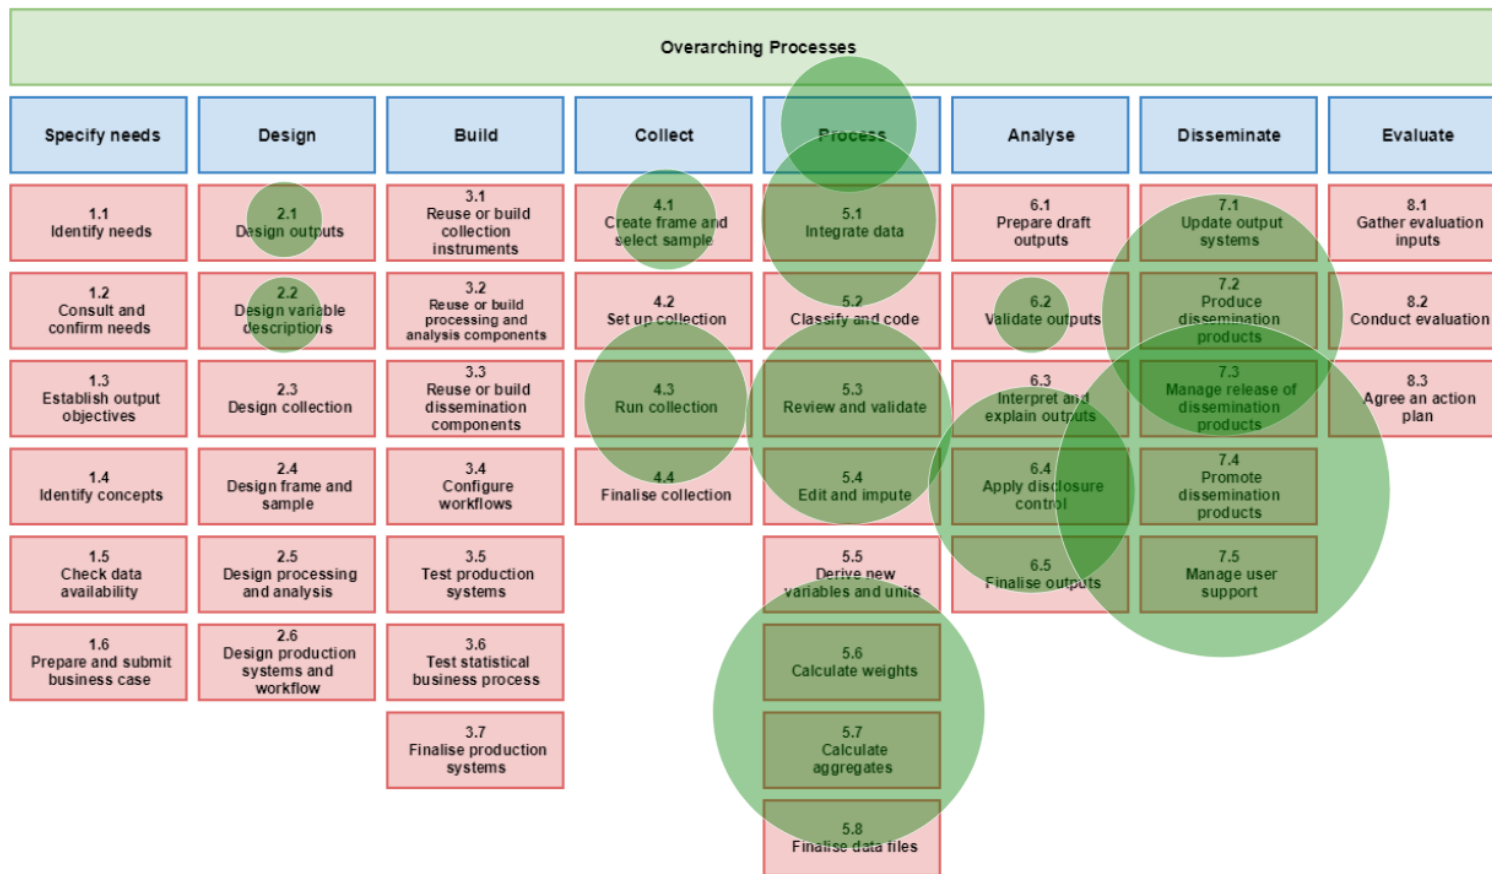 Overarching Processes
Specify needs
Design
Build
Collect
Process
Analyse
Disseminate
Evaluate
1.1
Identify needs
2.1
Design outputs
3.1
Reuse or build
collection
instruments
4.1
Create frame and
select sample
5.1
Integrate data
6.1
Prepare draft
outputs
7.1
Update output
systems
8.1
Gather evaluation
inputs
1.2
Consult and
confirm needs
2.2
Design variable
descriptions
3.2
Reuse or build
processing and
analysis components
4.2
Set up collection
5.2
Classify and code
6.2
Validate outputs
7.2
Produce
dissemination
products
8.2
Conduct evaluation
1.3
Establish output
objectives
2.3
Design collection
3.3
Reuse or build
dissemination
components
4.3
Run collection
5.3
Review and validate
6.3
Interpret and
explain outputs
7.3
Manage release of
dissemination
products
8.3
Agree an action
plan
1.4
Identify concepts
2.4
Design frame and
sample
3.4
Configure
workflows
4.4
Finalise collection
5.4
Edit and impute
6.4
Apply disclosure
control
7.4
Promote
dissemination
products
1.5
Check data
availability
2.5
Design processing
and analysis
3.5
Test production
systems
5.5
Derive new
variables and units
6.5
Finalise outputs
7.5
Manage user
support
1.6
Prepare and submit
business case
2.6
Design production
systems and
workflow
3.6
Test statistical
business process
5.6
Calculate weights
3.7
Finalise production
systems
5.7
Calculate
aggregates
5.8
Finalise data files